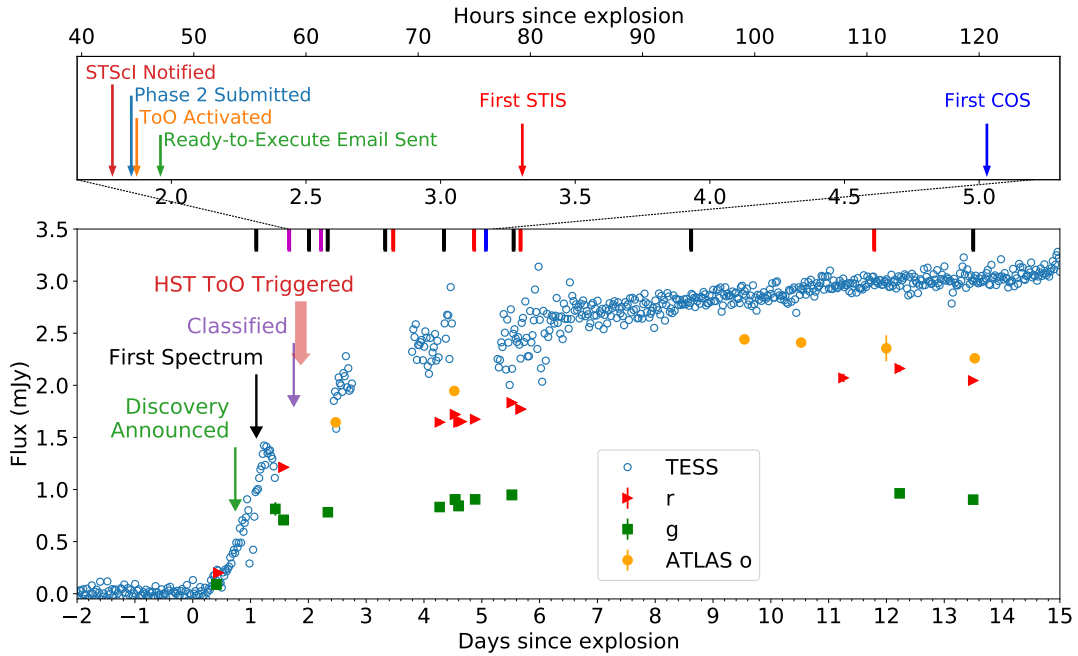 Hours since explosion
40 50 60 70 80 90 100 110 120
STScI Notified
Phase 2 Submitted
ToO Activated
Ready-to-Execute Email Sent
First STIS
First COS
2.0 2.5 3.0 3.5 4.0 4.5 5.0
3.5
3.0
2.5
2.0
1.5
1.0
0.5
0.0
Flux (mJy)
HST ToO Triggered
Classified
First Spectrum
Discovery
Announced
TESS
r
g
ATLAS o
−2 −1 0 1 2 3 4 5 6 7 8 9 10 11 12 13 14 15
Days since explosion